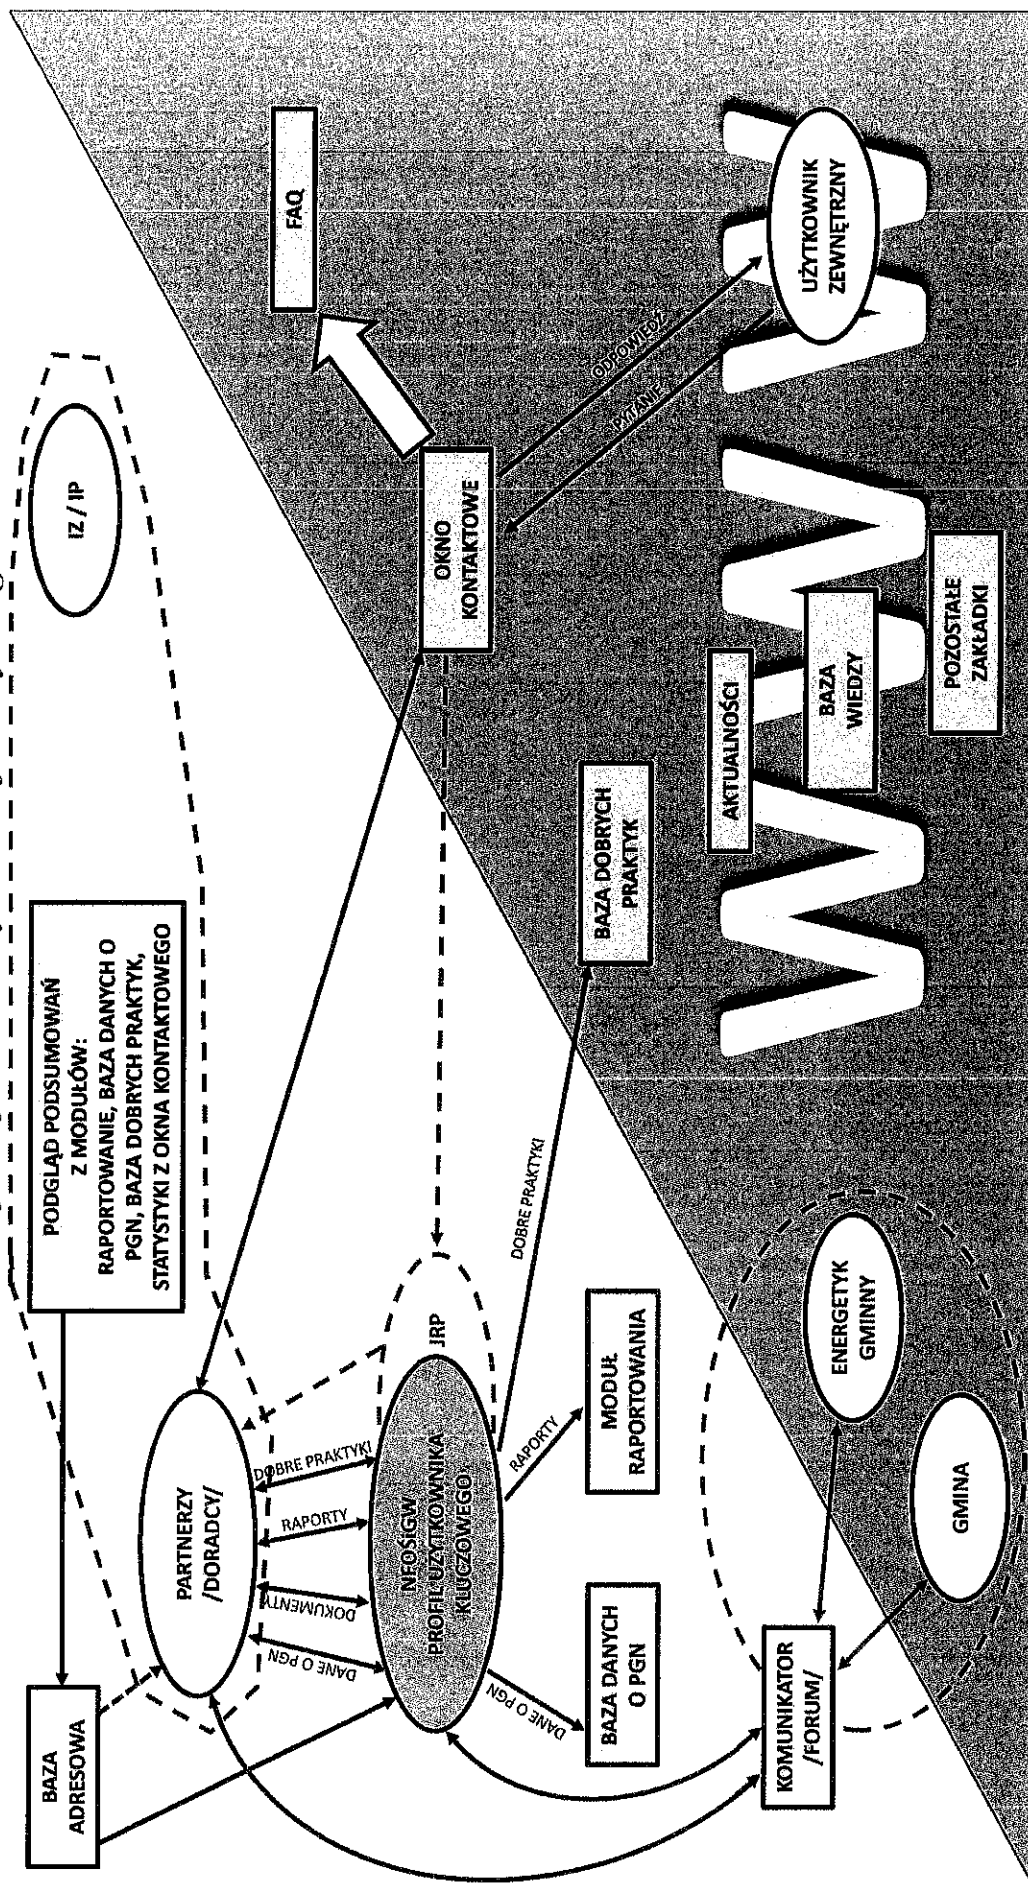 BAZA
ADRESOWA
PODGLĄD PODSUMOWAŃ
Z MODUŁÓW:
RAPORTOWANIE, BAZA DANYCH O
PGN, BAZA DOBRYCH PRAKTYK,
STATYSTYKI Z OKNA KONTAKTOWEGO
IZ / IP
PARTNERZY
/DORADCY/
DANE O PGN
DOKUMENTY
RAPORTY
DOBRE PRAKTYKI
NFOŚiGW
PROFIL UŻYTKOWNIKA
KLUCZOWEGO
JRP
FAQ
OKNO
KONTAKTOWE
DANE O PGN
RAPORTY
DOBRE PRAKTYKI
BAZA DANYCH
O PGN
MODUŁ
RAPORTOWANIA
BAZA DOBRYCH
PRAKTYK
PYTANIE
ODPOWIEDŹ
KOMUNIKATOR
/FORUM/
ENERGETYK
GMINNY
GMINA
WWW
AKTUALNOŚCI
BAZA
WIEDZY
POZOSTAŁE
ZAKŁADKI
UŻYTKOWNIK
ZEWNĘTRZNY